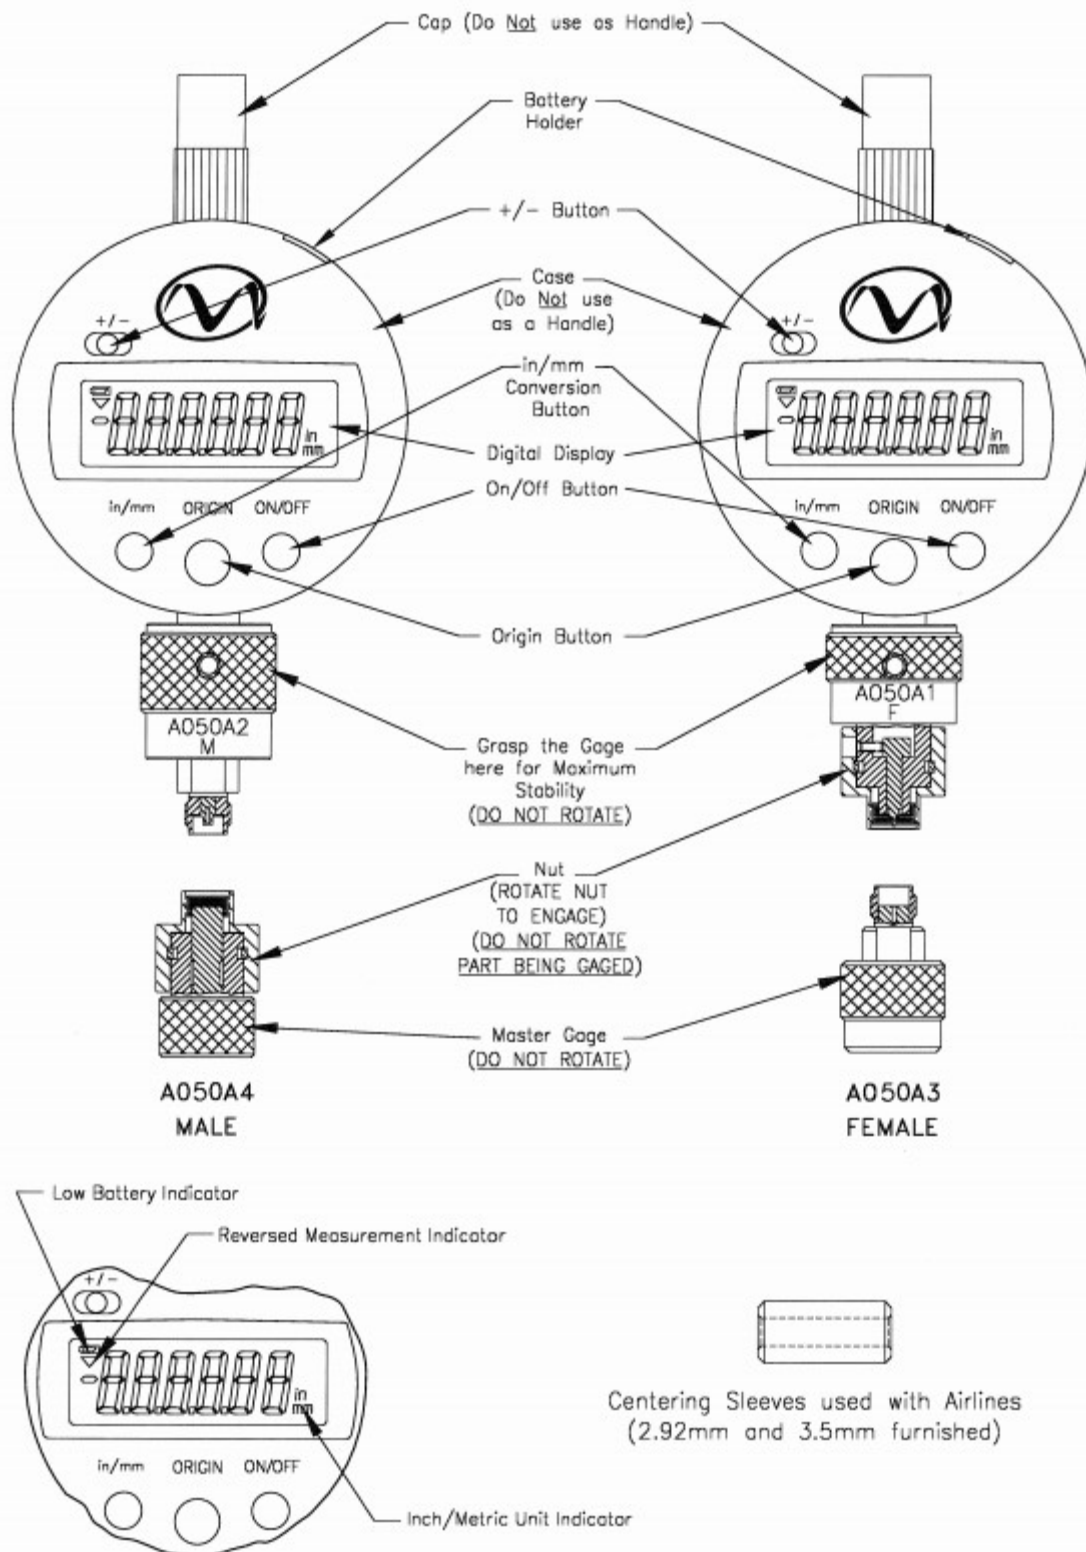 Cap (Do Not use as Handle)
Battery
Holder
+/- Button
Case
(Do Not use
as a Handle)
in/mm
Conversion
Button
Digital Display
On/Off Button
Origin Button
Grasp the Gage
here for Maximum
Stability
(DO NOT ROTATE)
Nut
(ROTATE NUT
TO ENGAGE)
(DO NOT ROTATE
PART BEING GAGED)
Master Gage
(DO NOT ROTATE)
+/-
in
mm
in/mm ORIGIN ON/OFF
A050A2
M
A050A4
MALE
+/-
in
mm
in/mm ORIGIN ON/OFF
A050A1
F
A050A3
FEMALE
Low Battery Indicator
Reversed Measurement Indicator
+/-
in
mm
in/mm ORIGIN ON/OFF
Inch/Metric Unit Indicator
Centering Sleeves used with Airlines
(2.92mm and 3.5mm furnished)